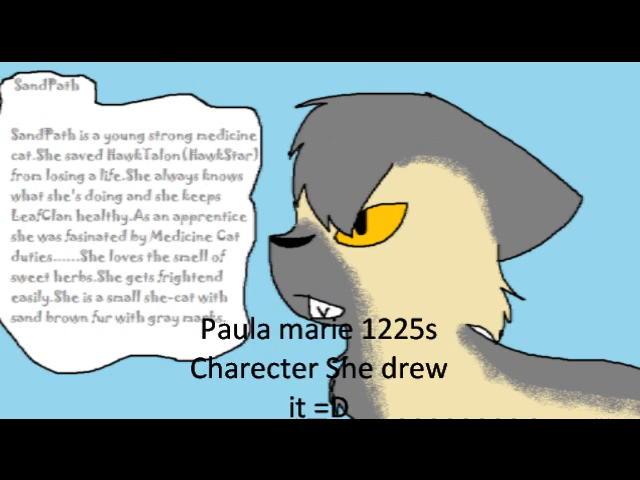 SandPath
SandPath is a young strong medicine
cat.She saved HawkTalon(HawkStar)
from losing a life.She always knows
what she's doing and she keeps
LeafClan healthy.As an apprentice
she was fasinated by Medicine Cat
duties......She loves the smell of
sweet herbs.She gets frightend
easily.She is a small she-cat with
sand brown fur with gray marks.
Paula marie 1225s
Charecter She drew
it =D